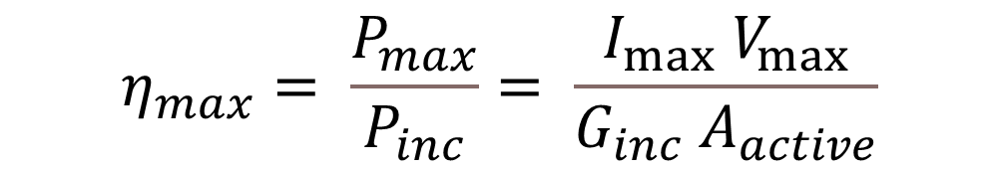 η_max = P_max / P_inc = I_max V_max / G_inc A_active